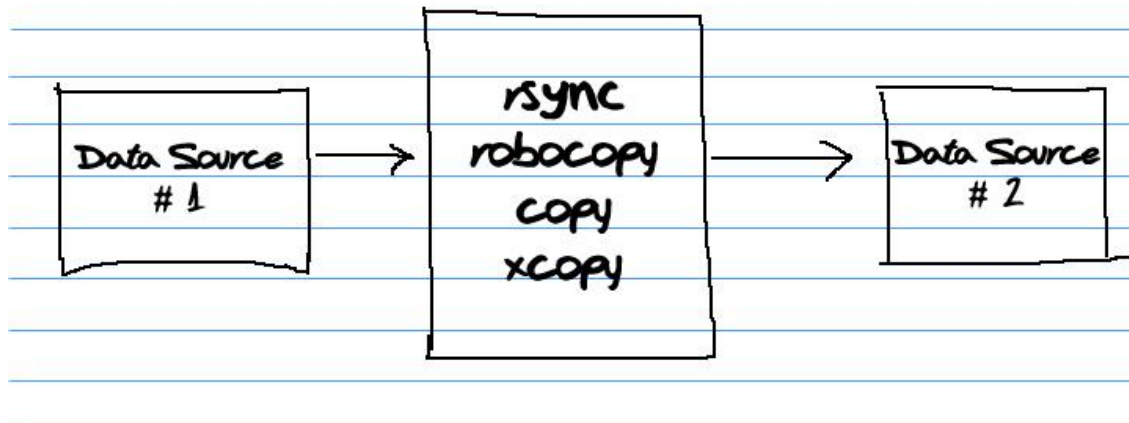 Data Source
# 1
rsync
robocopy
copy
xcopy
Data Source
# 2